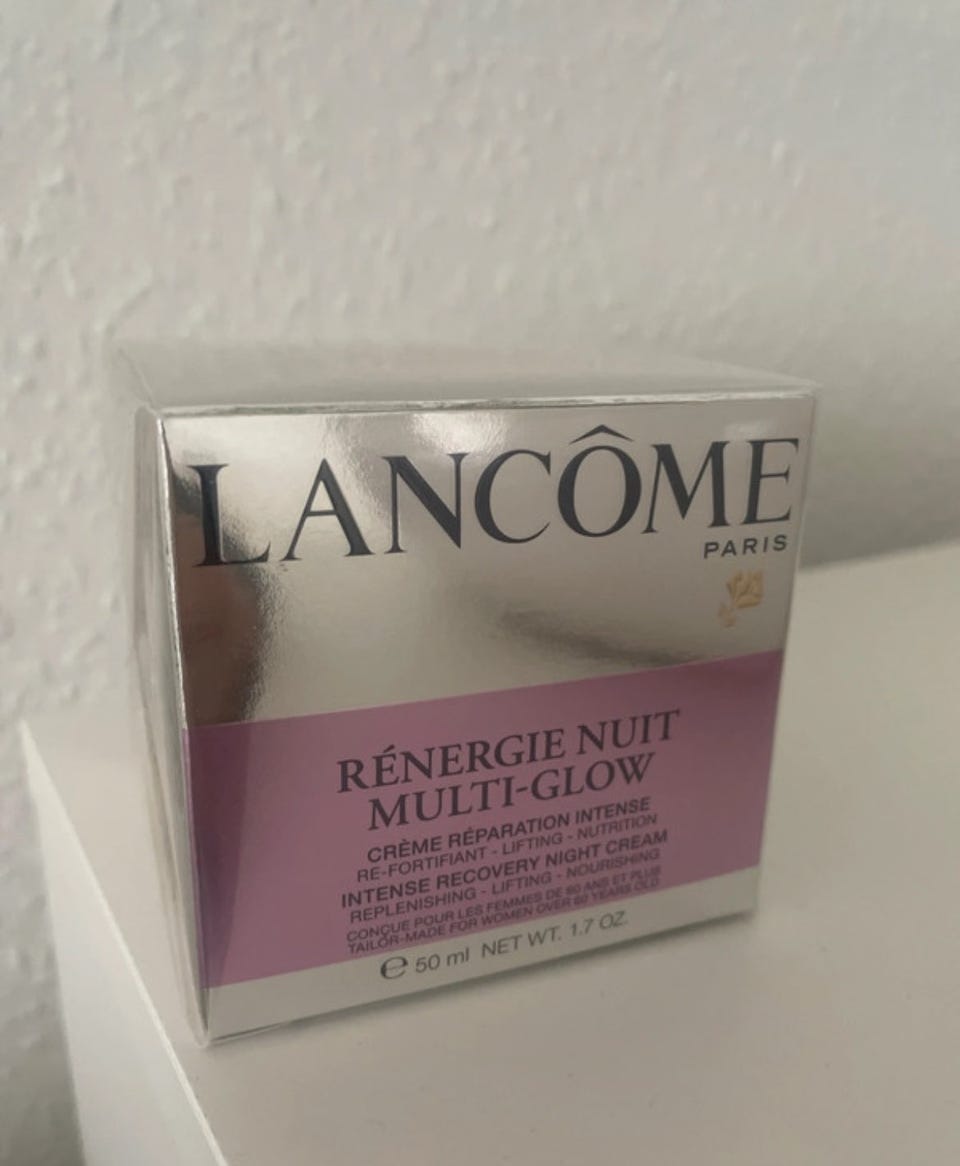 LANCÔME
PARIS
RÉNERGIE NUIT
MULTI-GLOW
CRÈME RÉPARATION INTENSE
RE-FORTIFIANT - LIFTING - NUTRITION
INTENSE RECOVERY NIGHT CREAM
REPLENISHING - LIFTING - NOURISHING
CONÇUE POUR LES FEMMES DE 60 ANS ET PLUS
TAILOR-MADE FOR WOMEN OVER 60 YEARS OLD
℮ 50 ml NET WT. 1.7 OZ.